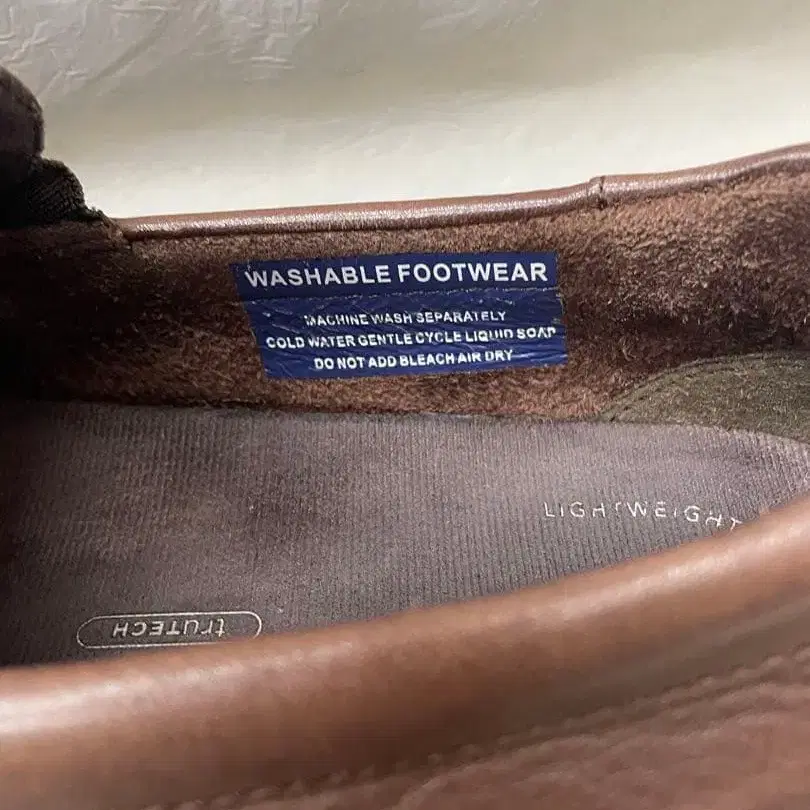 WASHABLE FOOTWEAR
MACHINE WASH SEPARATELY
COLD WATER GENTLE CYCLE LIQUID SOAP
DO NOT ADD BLEACH AIR DRY
LIGHTWEIGHT
truTECH